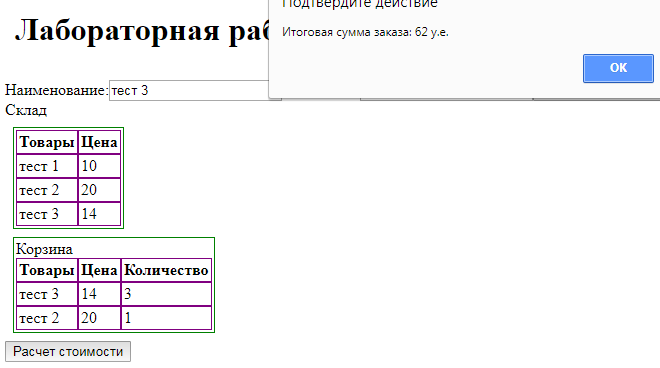 Подтвердите действие
Лабораторная раб
Итоговая сумма заказа: 62 у.е.
OK
Наименование: тест 3
Склад
Товары Цена
тест 1 10
тест 2 20
тест 3 14
Корзина
Товары Цена Количество
тест 3 14 3
тест 2 20 1
Расчет стоимости